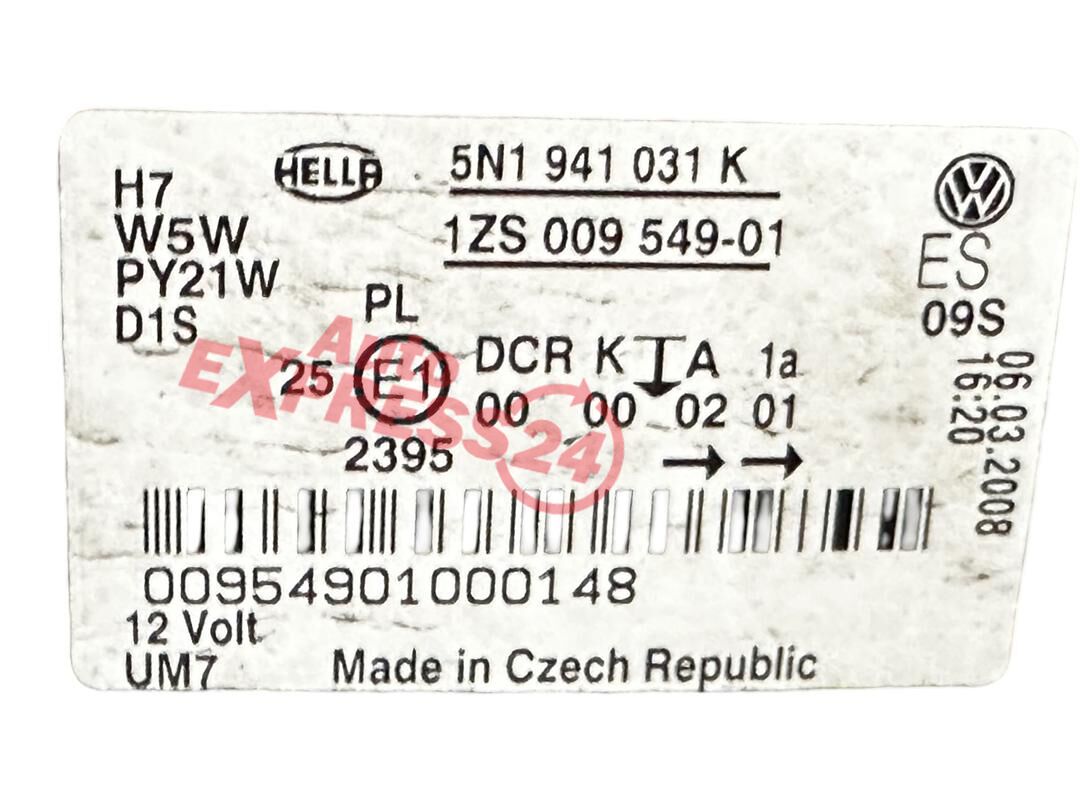 HELLA
5N1 941 031 K
1ZS 009 549-01
H7
W5W
PY21W
D1S
VW
ES
09S
PL
25 E1
DCR K A 1a
00 00 02 01
2395
→ →
06.03.2008
16:20
AUTO
EXPRESS24
00954901000148
12 Volt
UM7
Made in Czech Republic